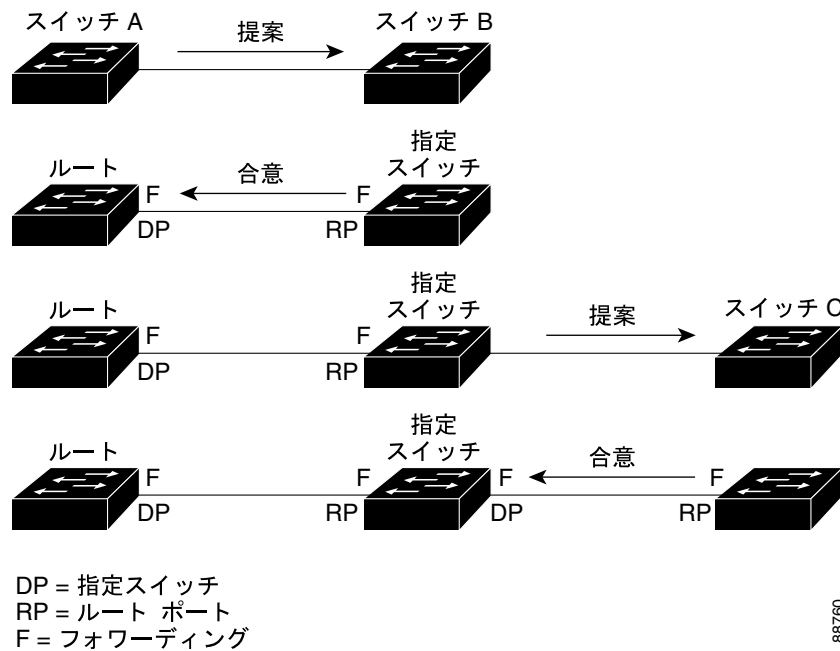 スイッチ A
提案
スイッチ B
ルート
F
合意
F
指定
スイッチ
DP
RP
ルート
F
F
指定
スイッチ
提案
スイッチ C
DP
RP
ルート
F
F
指定
スイッチ
F
合意
F
DP
RP
DP
RP
DP = 指定スイッチ
RP = ルート ポート
F = フォワーディング
88760